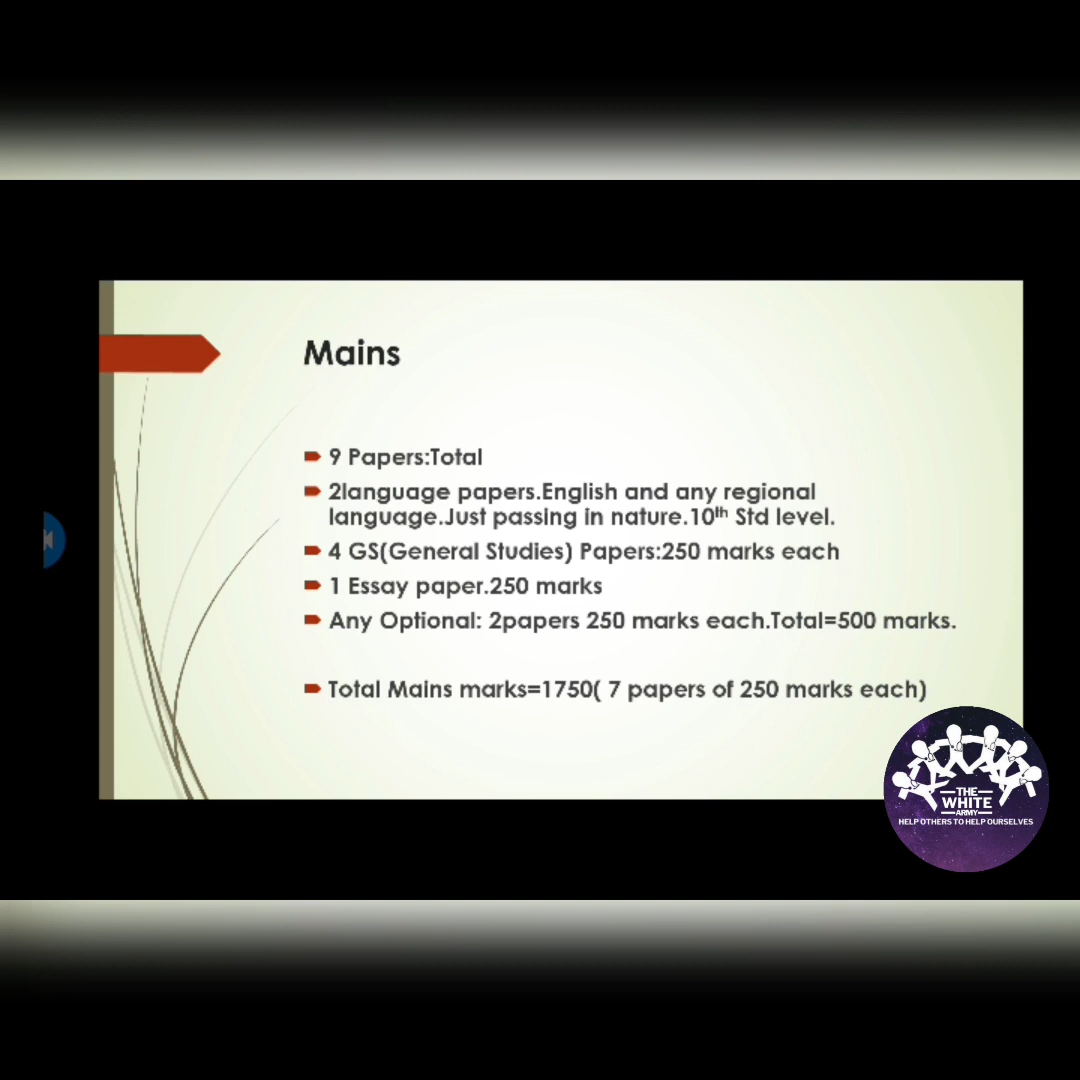 Mains
9 Papers:Total
2language papers.English and any regional
language.Just passing in nature.10th Std level.
4 GS(General Studies) Papers:250 marks each
1 Essay paper.250 marks
Any Optional: 2papers 250 marks each.Total=500 marks.
Total Mains marks=1750( 7 papers of 250 marks each)
THE
WHITE
ARMY
HELP OTHERS TO HELP OURSELVES